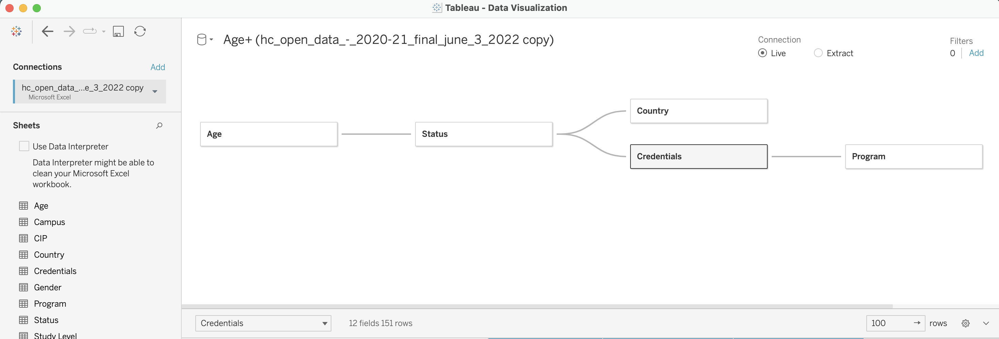 Tableau - Data Visualization
Age+ (hc_open_data_-_2020-21_final_june_3_2022 copy)
Connection
Live
Extract
Filters
0
Add
Connections
Add
hc_open_data_...e_3_2022 copy
Microsoft Excel
Sheets
Use Data Interpreter
Data Interpreter might be able to
clean your Microsoft Excel
workbook.
Age
Campus
CIP
Country
Credentials
Gender
Program
Status
Study Level
Age
Status
Country
Credentials
Program
Credentials
12 fields 151 rows
100
rows